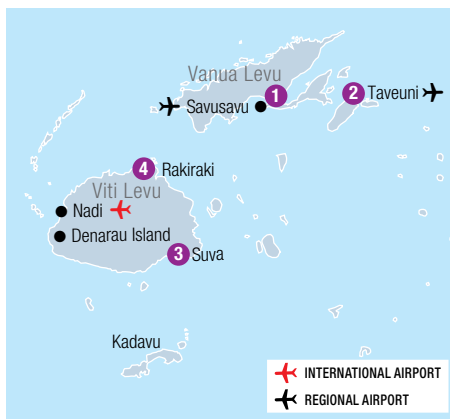 Vanua Levu
1
2
Taveuni
Savusavu
4
Rakiraki
Viti Levu
Nadi
Denarau Island
3
Suva
Kadavu
INTERNATIONAL AIRPORT
REGIONAL AIRPORT